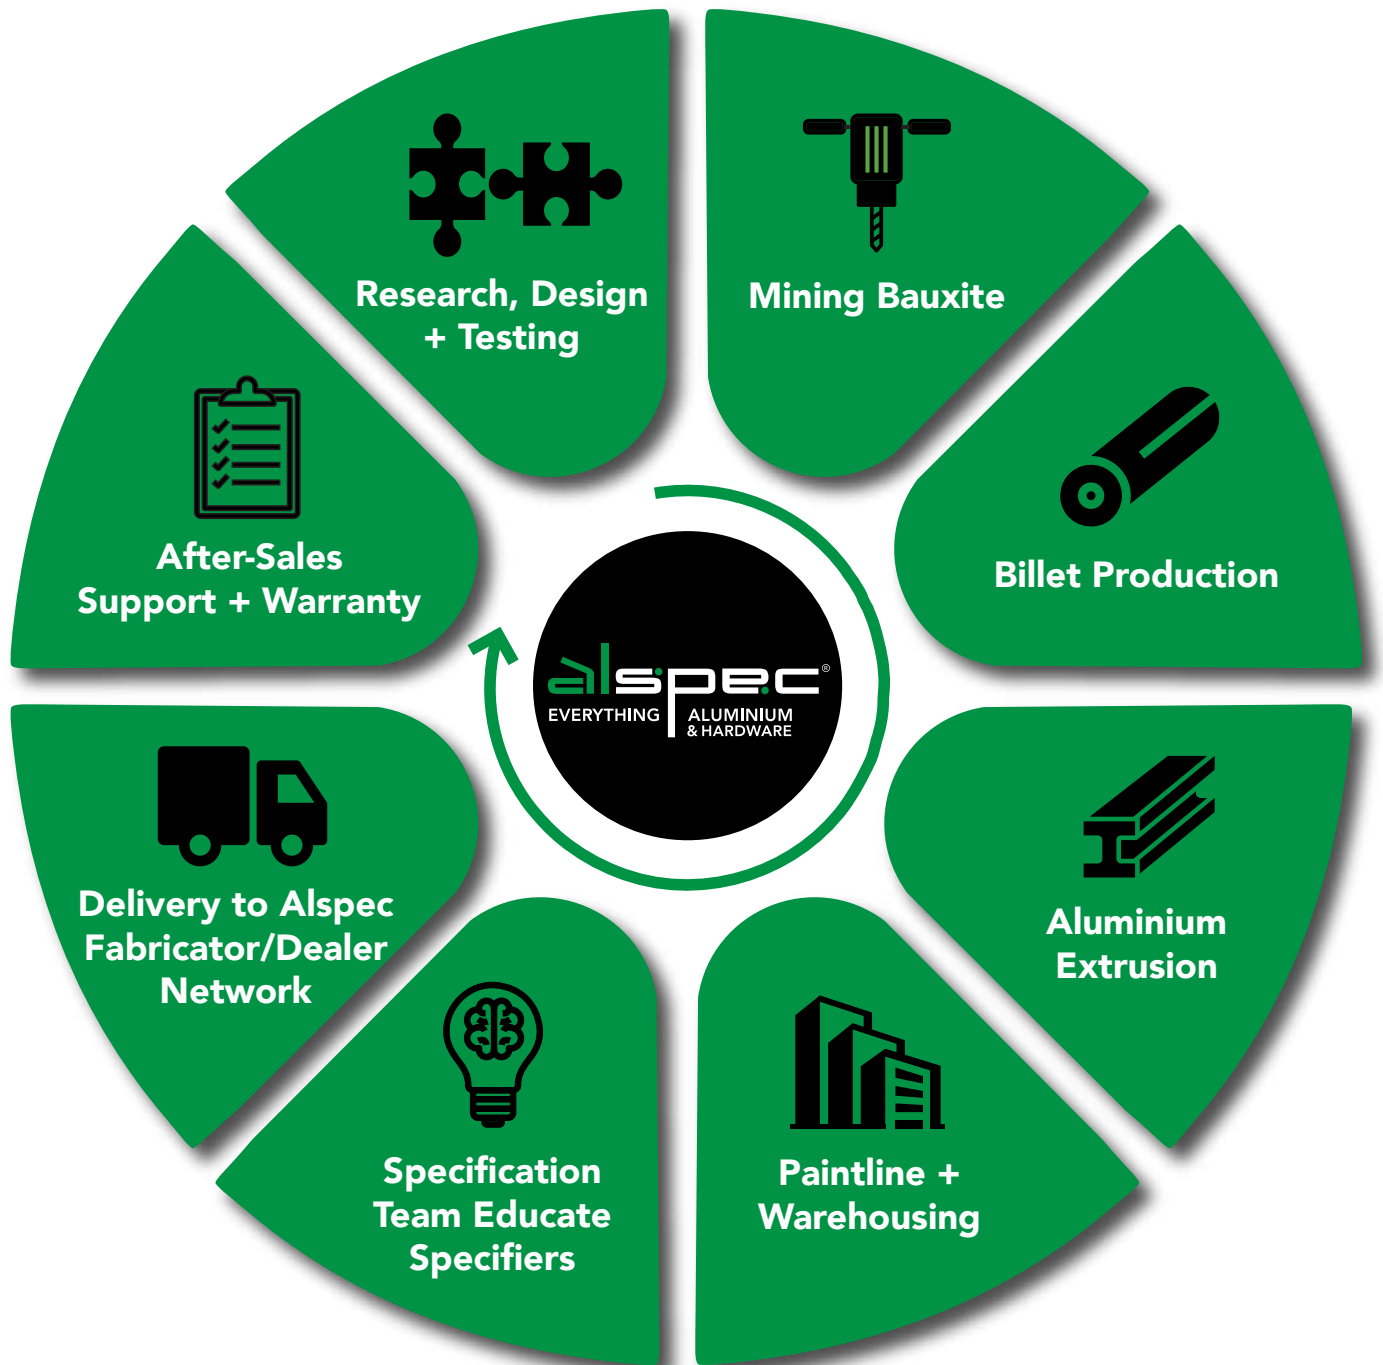 Research, Design
+ Testing
Mining Bauxite
Billet Production
Aluminium
Extrusion
Paintline +
Warehousing
Specification
Team Educate
Specifiers
Delivery to Alspec
Fabricator/Dealer
Network
After-Sales
Support + Warranty
alspec®
EVERYTHING ALUMINIUM
& HARDWARE